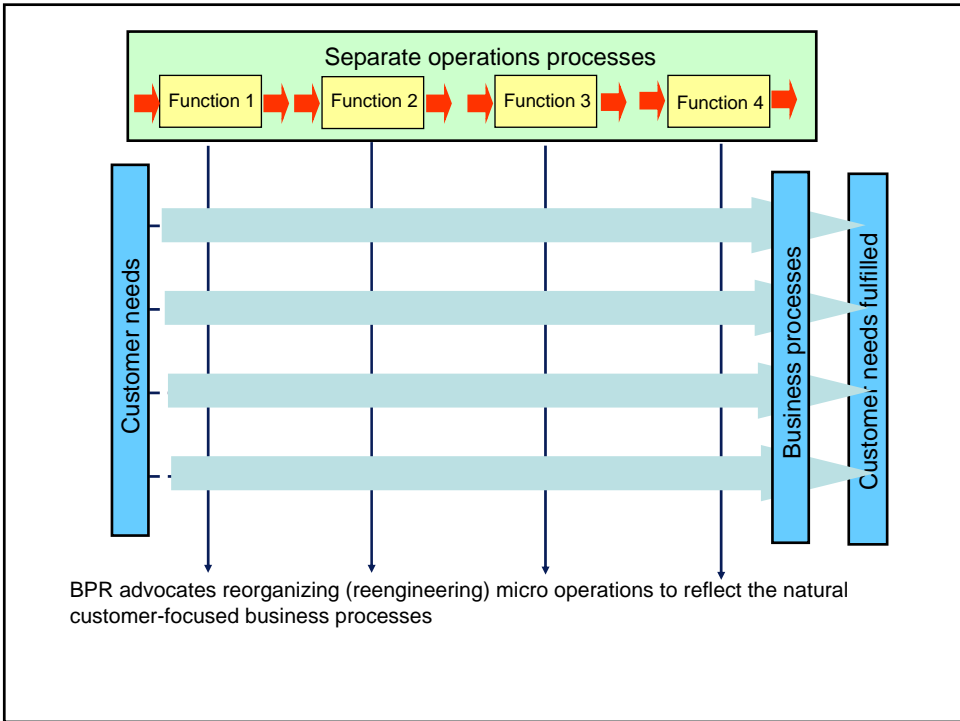 Separate operations processes
Function 1
Function 2
Function 3
Function 4
Customer needs
Business processes
Customer needs fulfilled
BPR advocates reorganizing (reengineering) micro operations to reflect the natural
customer-focused business processes